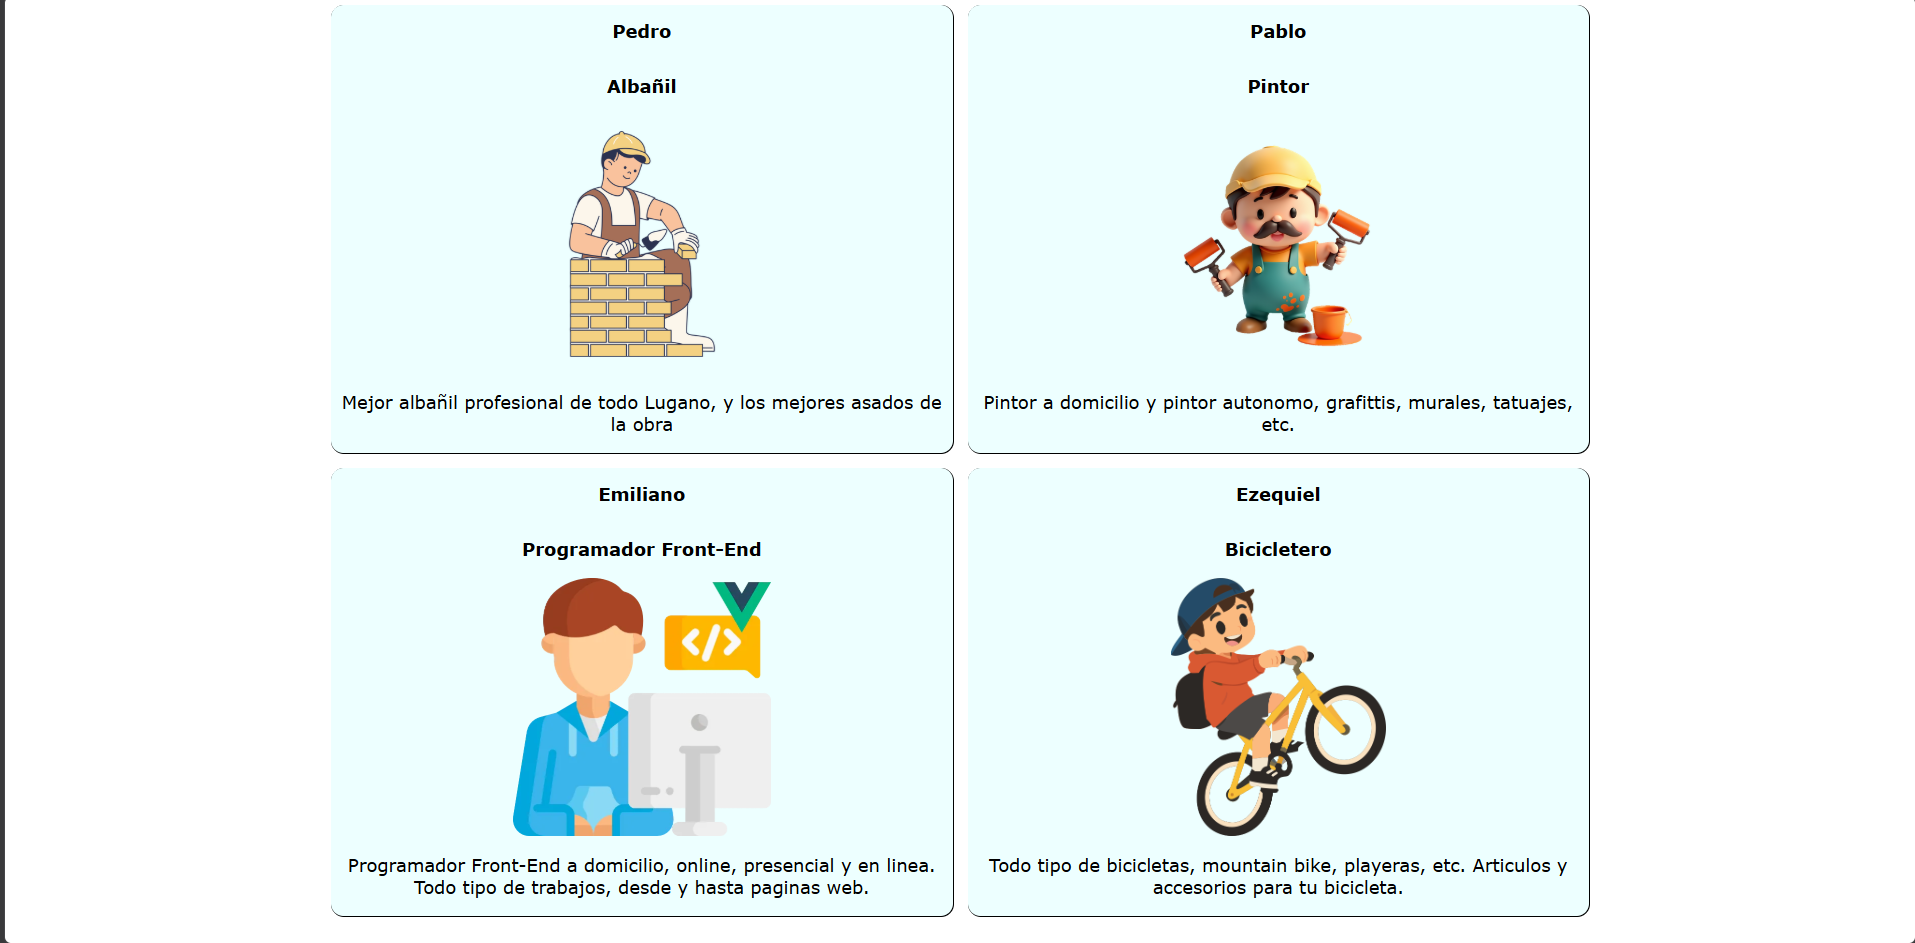 Pedro
Albañil
Mejor albañil profesional de todo Lugano, y los mejores asados de
la obra
Pablo
Pintor
Pintor a domicilio y pintor autonomo, grafittis, murales, tatuajes,
etc.
Emiliano
Programador Front-End
</>
Programador Front-End a domicilio, online, presencial y en linea.
Todo tipo de trabajos, desde y hasta paginas web.
Ezequiel
Bicicletero
Todo tipo de bicicletas, mountain bike, playeras, etc. Articulos y
accesorios para tu bicicleta.